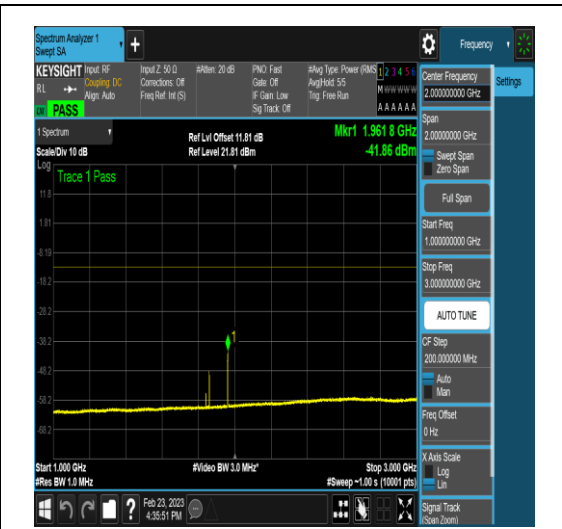 Spectrum Analyzer 1
Swept SA
+
Frequency
KEYSIGHT
Input: RF
Coupling: DC
Align: Auto
RL
PASS
Input Z: 50 Ω
Corrections: Off
Freq Ref: Int (S)
#Atten: 20 dB
PNO: Fast
Gate: Off
IF Gain: Low
Sig Track: Off
#Avg Type: Power (RMS
Avg|Hold: 5/5
Trig: Free Run
1 2 3 4 5 6
M W W W W W
A A A A A A
Center Frequency
2.000000000 GHz
Settings
Span
2.00000000 GHz
Swept Span
Zero Span
Full Span
Start Freq
1.000000000 GHz
Stop Freq
3.000000000 GHz
AUTO TUNE
CF Step
200.000000 MHz
Auto
Man
Freq Offset
0 Hz
X Axis Scale
Log
Lin
Signal Track
(Span Zoom)
1 Spectrum
Scale/Div 10 dB
Ref Lvl Offset 11.81 dB
Ref Level 21.81 dBm
Mkr1 1.961 8 GHz
-41.86 dBm
Log
Trace 1 Pass
11.8
1.81
-8.19
-18.2
-28.2
-38.2
-48.2
-58.2
-68.2
1
Start 1.000 GHz
#Res BW 1.0 MHz
#Video BW 3.0 MHz*
Stop 3.000 GHz
#Sweep ~1.00 s (10001 pts)
?
Feb 23, 2023
4:35:51 PM